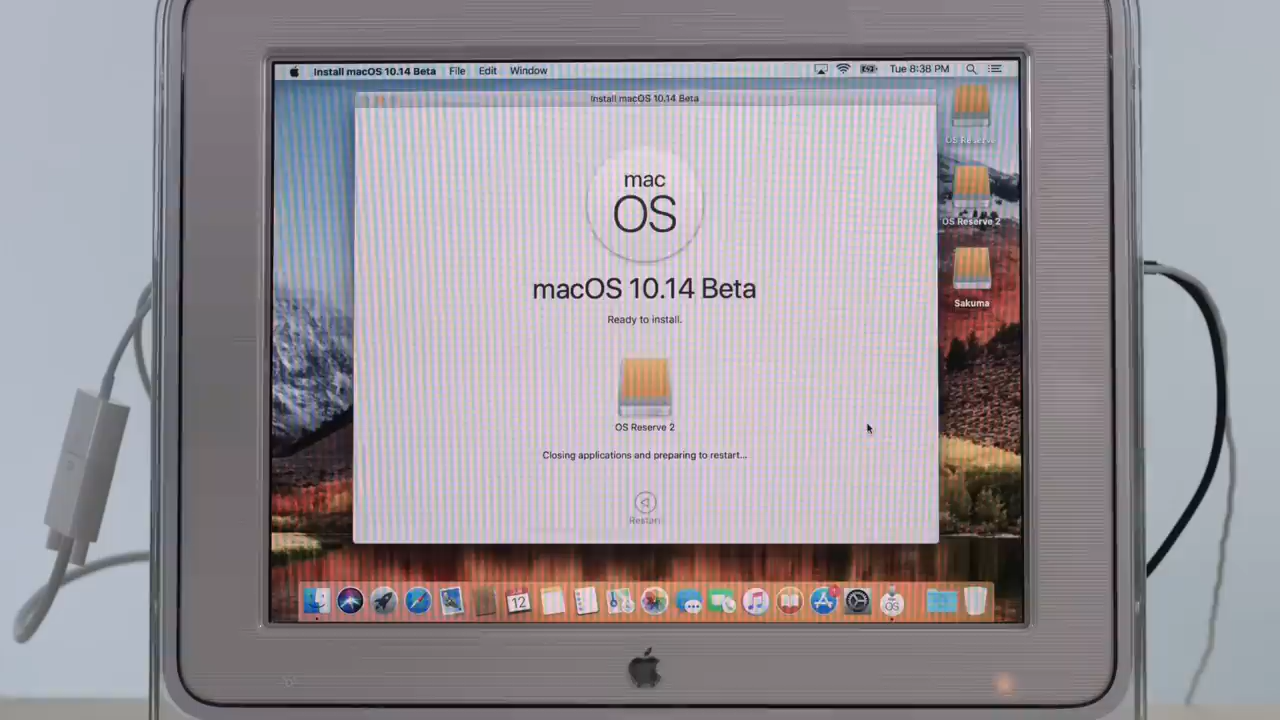 Install macOS 10.14 Beta File Edit Window Tue 8:38 PM
Install macOS 10.14 Beta
OS Reserve
mac
OS
OS Reserve 2
macOS 10.14 Beta
Sakuma
Ready to install.
OS Reserve 2
Closing applications and preparing to restart...
Restart
12
OS